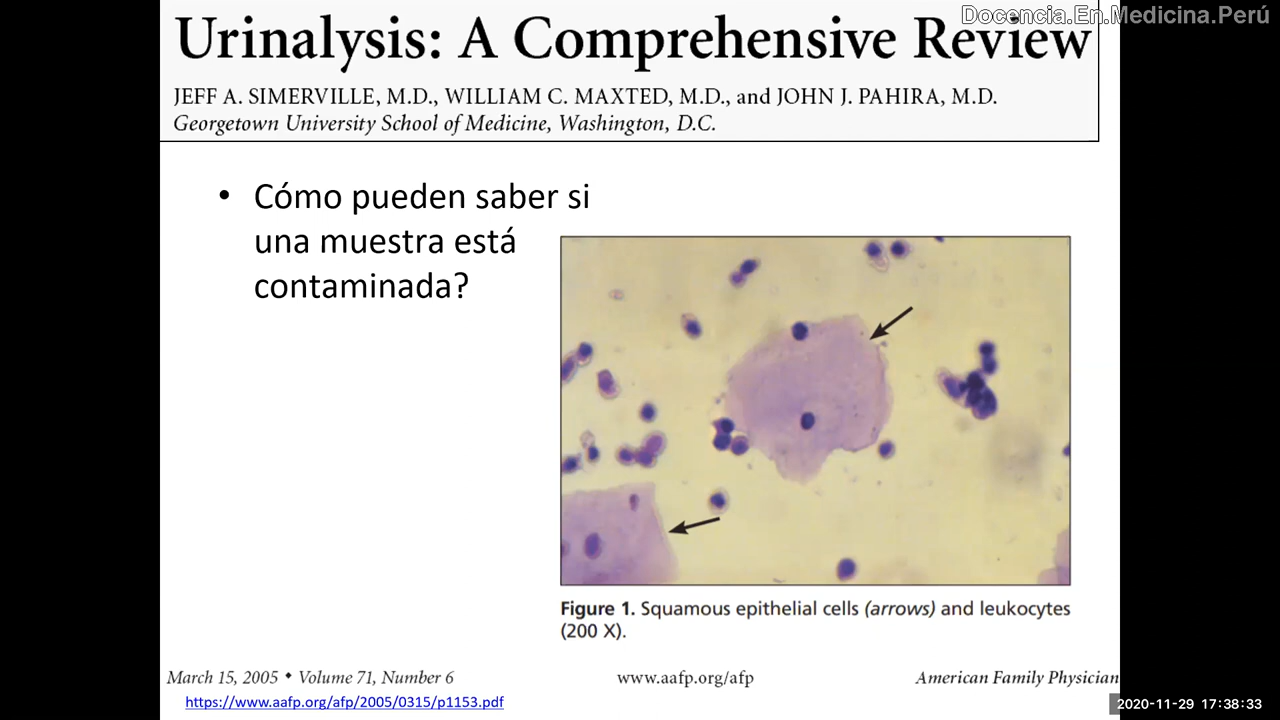 Docencia.En.Medicina.Perú
Urinalysis: A Comprehensive Review
JEFF A. SIMERVILLE, M.D., WILLIAM C. MAXTED, M.D., and JOHN J. PAHIRA, M.D.
Georgetown University School of Medicine, Washington, D.C.
• Cómo pueden saber si
una muestra está
contaminada?
Figure 1. Squamous epithelial cells (arrows) and leukocytes
(200 X).
March 15, 2005 ◆ Volume 71, Number 6 www.aafp.org/afp American Family Physician
https://www.aafp.org/afp/2005/0315/p1153.pdf
2020-11-29 17:38:33